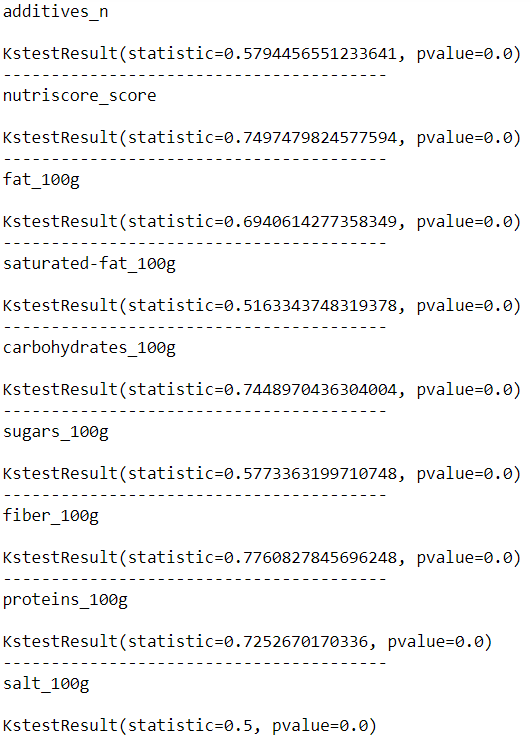 additives_n
KstestResult(statistic=0.5794456551233641, pvalue=0.0)
---------------------------------------
nutriscore_score
KstestResult(statistic=0.7497479824577594, pvalue=0.0)
---------------------------------------
fat_100g
KstestResult(statistic=0.6940614277358349, pvalue=0.0)
---------------------------------------
saturated-fat_100g
KstestResult(statistic=0.5163343748319378, pvalue=0.0)
---------------------------------------
carbohydrates_100g
KstestResult(statistic=0.7448970436304004, pvalue=0.0)
---------------------------------------
sugars_100g
KstestResult(statistic=0.5773363199710748, pvalue=0.0)
---------------------------------------
fiber_100g
KstestResult(statistic=0.7760827845696248, pvalue=0.0)
---------------------------------------
proteins_100g
KstestResult(statistic=0.7252670170336, pvalue=0.0)
---------------------------------------
salt_100g
KstestResult(statistic=0.5, pvalue=0.0)